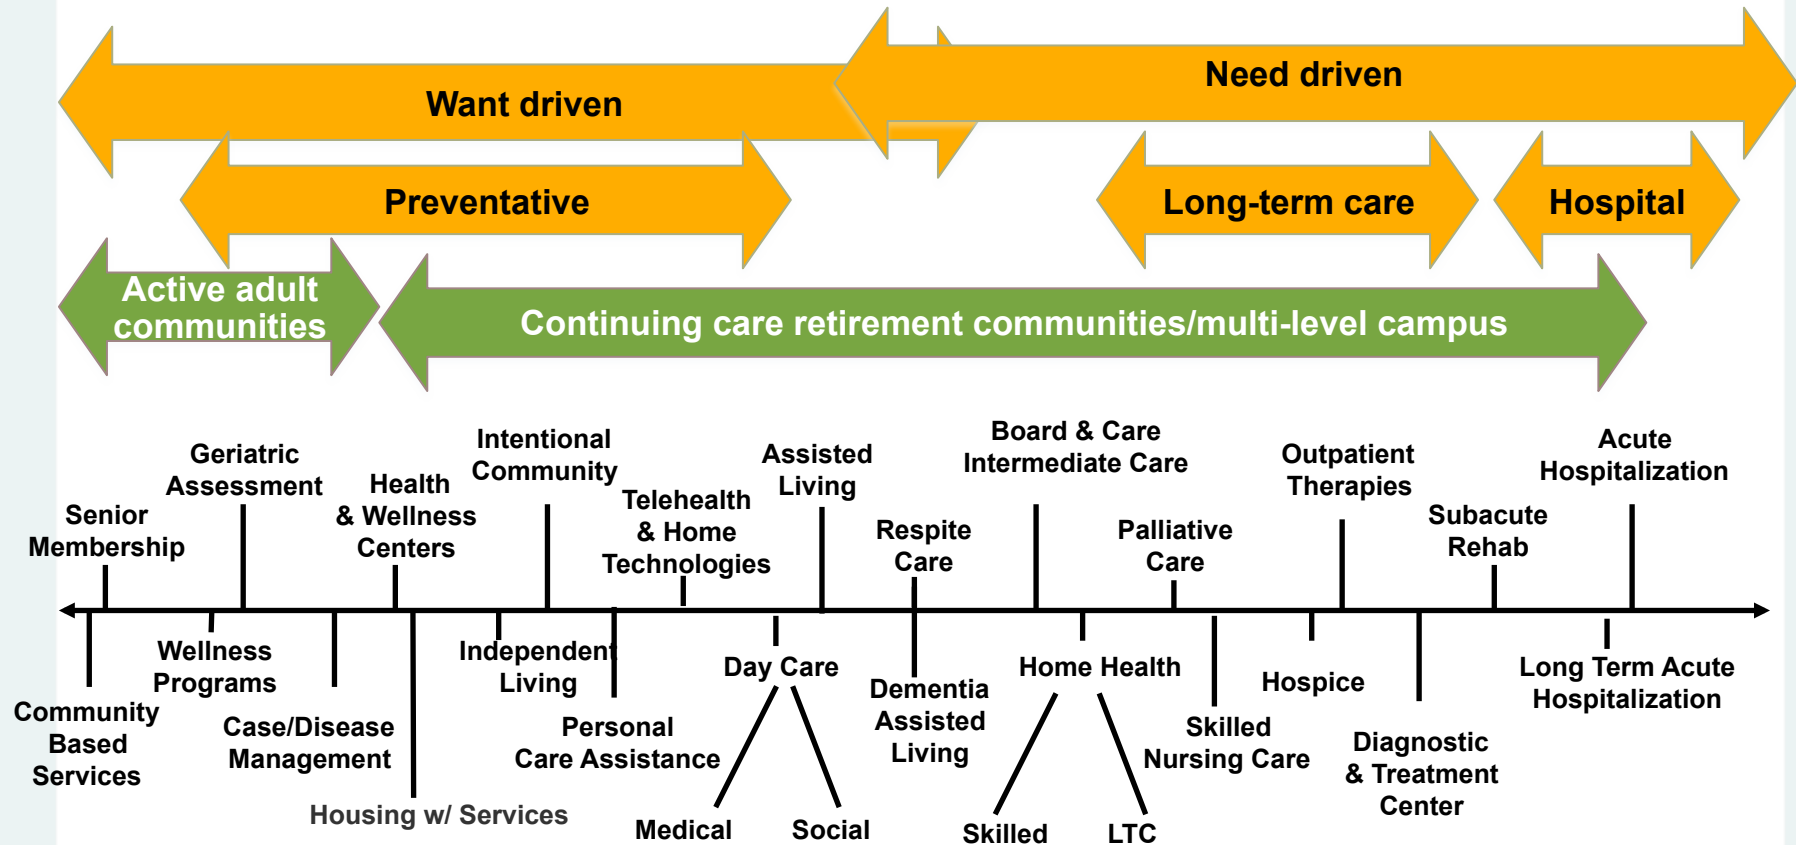 Need driven
Want driven
Preventative
Long-term care
Hospital
Active adult
communities
Continuing care retirement communities/multi-level campus
Senior
Membership
Geriatric
Assessment
Health
& Wellness
Centers
Intentional
Community
Telehealth
& Home
Technologies
Assisted
Living
Respite
Care
Board & Care
Intermediate Care
Palliative
Care
Outpatient
Therapies
Subacute
Rehab
Acute
Hospitalization
Community
Based
Services
Wellness
Programs
Case/Disease
Management
Housing w/ Services
Independent
Living
Personal
Care Assistance
Day Care
Medical
Social
Dementia
Assisted
Living
Home Health
Skilled
LTC
Skilled
Nursing Care
Hospice
Diagnostic
& Treatment
Center
Long Term Acute
Hospitalization